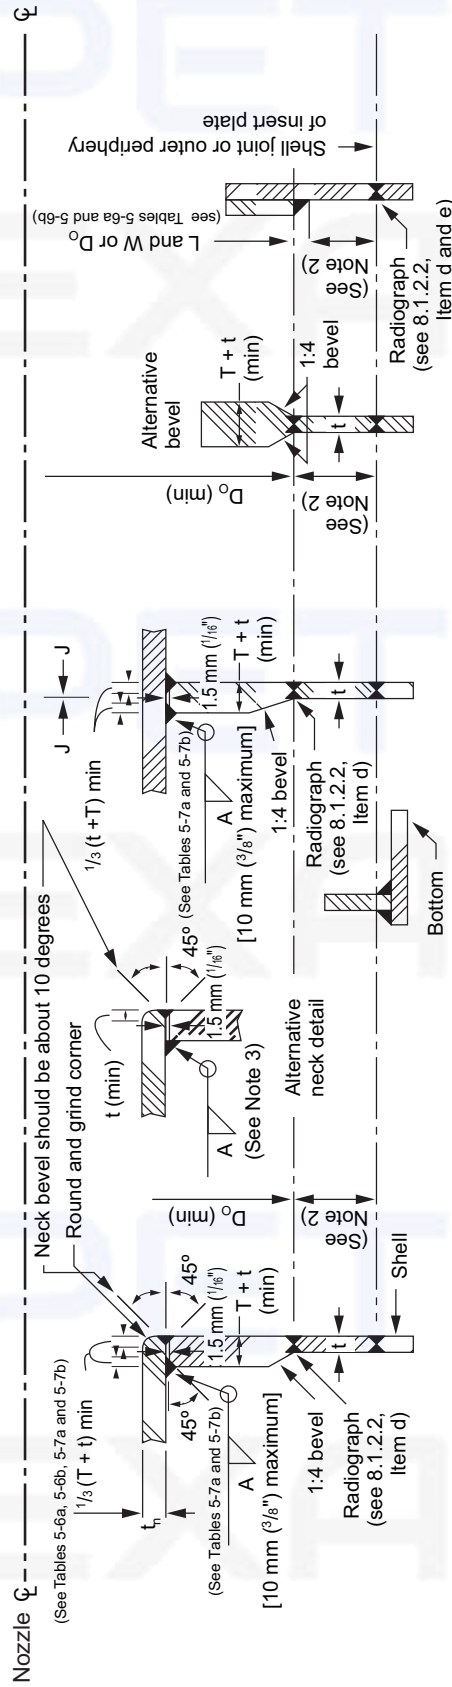 Nozzle ℄
℄
Neck bevel should be about 10 degrees
Round and grind corner
(See Tables 5-6a, 5-6b, 5-7a and 5-7b)
1/3 (T + t) min
tn
45º
45º
1.5 mm (1/16")
T + t
(min)
(See Tables 5-7a and 5-7b)
A
[10 mm (3/8") maximum]
1:4 bevel
t
Radiograph
(see 8.1.2.2,
Item d)
Shell
DO (min)
(See
Note 2)
t (min)
45º
1.5 mm (1/16")
A
(See Note 3)
Alternative
neck detail
Bottom
J
J
1/3 (t +T) min
1.5 mm (1/16")
T + t
(min)
(See Tables 5-7a and 5-7b)
A
[10 mm (3/8") maximum]
1:4 bevel
t
Radiograph
(see 8.1.2.2,
Item d)
Alternative
bevel
T + t
(min)
1:4
bevel
DO (min)
(See
Note 2)
t
Shell joint or outer periphery
of insert plate
L and W or DO
(see Tables 5-6a and 5-6b)
(See
Note 2)
Radiograph
(see 8.1.2.2,
Item d and e)